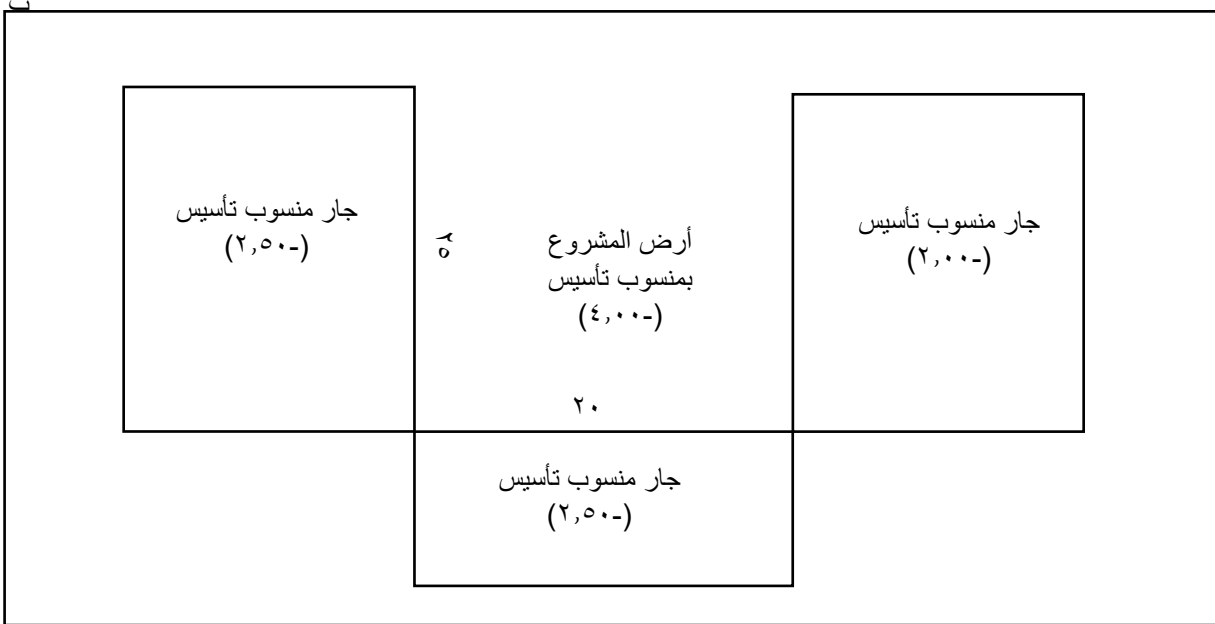 جار منسوب تأسيس
(-٢,٠٠)
أرض المشروع
بمنسوب تأسيس
(-٤,٠٠)
٢٥
٢٠
جار منسوب تأسيس
(-٢,٥٠)
جار منسوب تأسيس
(-٢,٥٠)